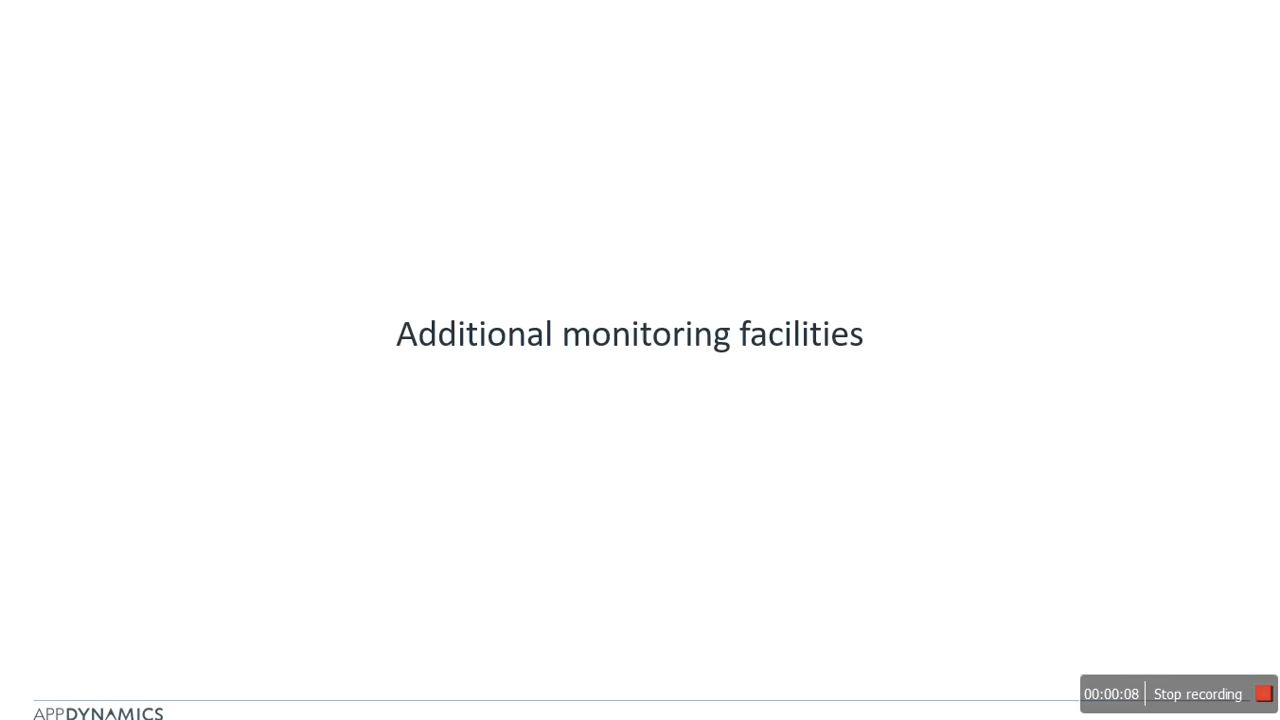 Additional monitoring facilities
00:00:08 Stop recording
APPDYNAMICS